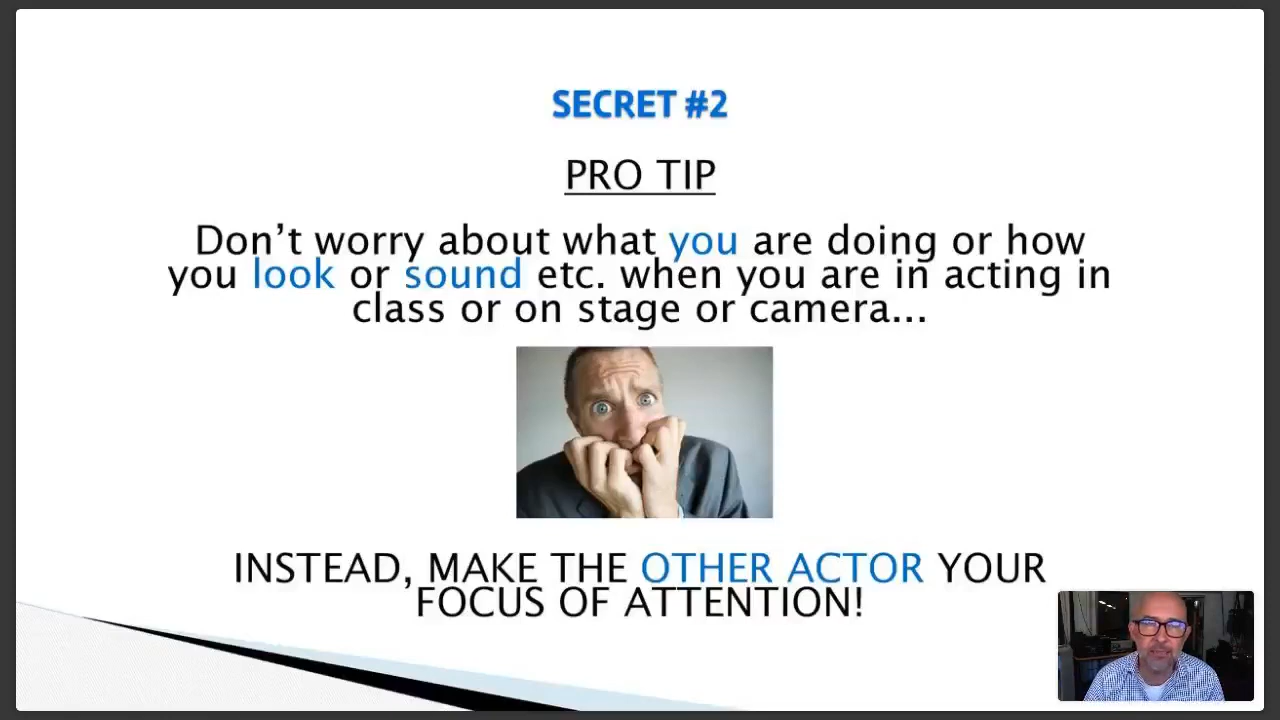 SECRET #2
PRO TIP
Don’t worry about what you are doing or how
you look or sound etc. when you are in acting in
class or on stage or camera...
INSTEAD, MAKE THE OTHER ACTOR YOUR
FOCUS OF ATTENTION!